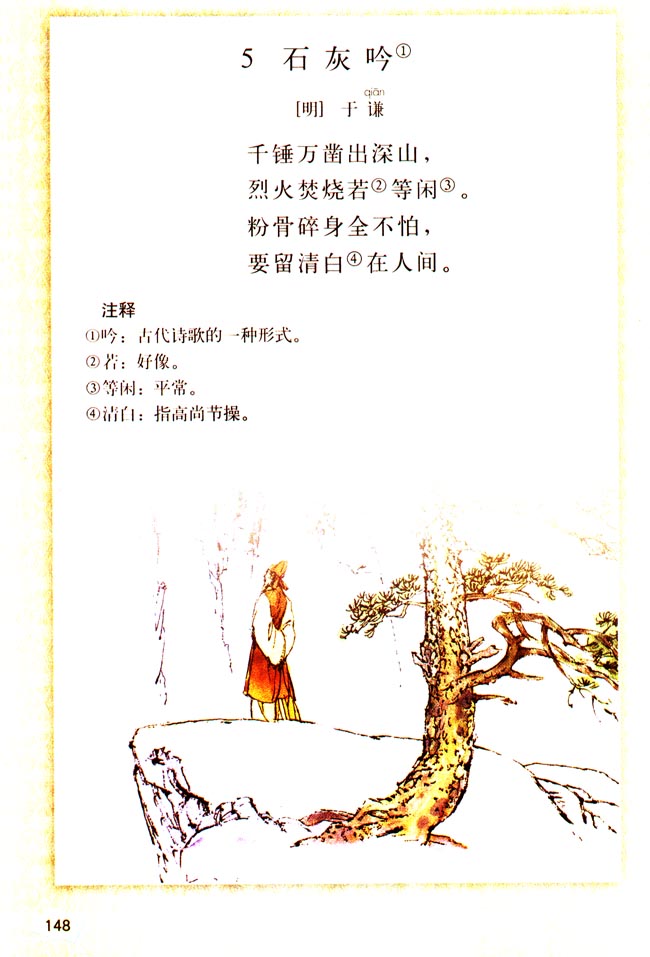 5 石灰吟①
qiān
[明] 于谦
千锤万凿出深山，
烈火焚烧若②等闲③。
粉骨碎身全不怕，
要留清白④在人间。
注释
①吟：古代诗歌的一种形式。
②若：好像。
③等闲：平常。
④清白：指高尚节操。
148